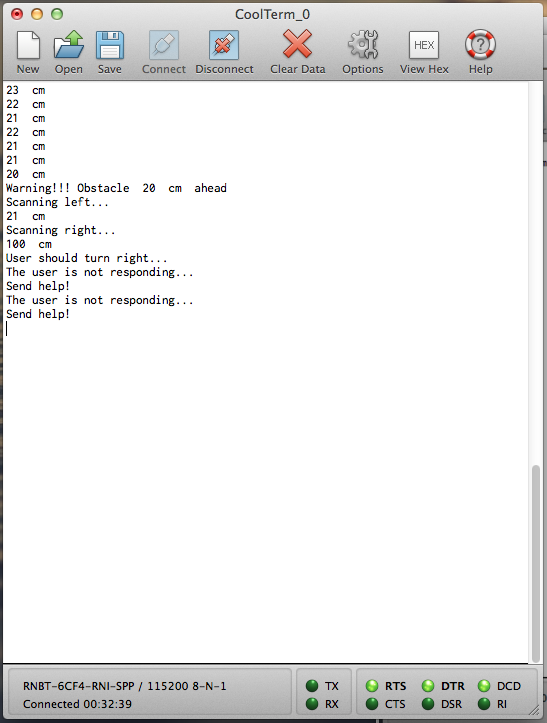 CoolTerm_0
New Open Save Connect Disconnect Clear Data Options HEX View Hex Help
23 cm
22 cm
21 cm
22 cm
21 cm
21 cm
20 cm
Warning!!! Obstacle 20 cm ahead
Scanning left...
21 cm
Scanning right...
100 cm
User should turn right...
The user is not responding...
Send help!
The user is not responding...
Send help!
RNBT-6CF4-RNI-SPP / 115200 8-N-1
Connected 00:32:39
TX RTS DTR DCD
RX CTS DSR RI